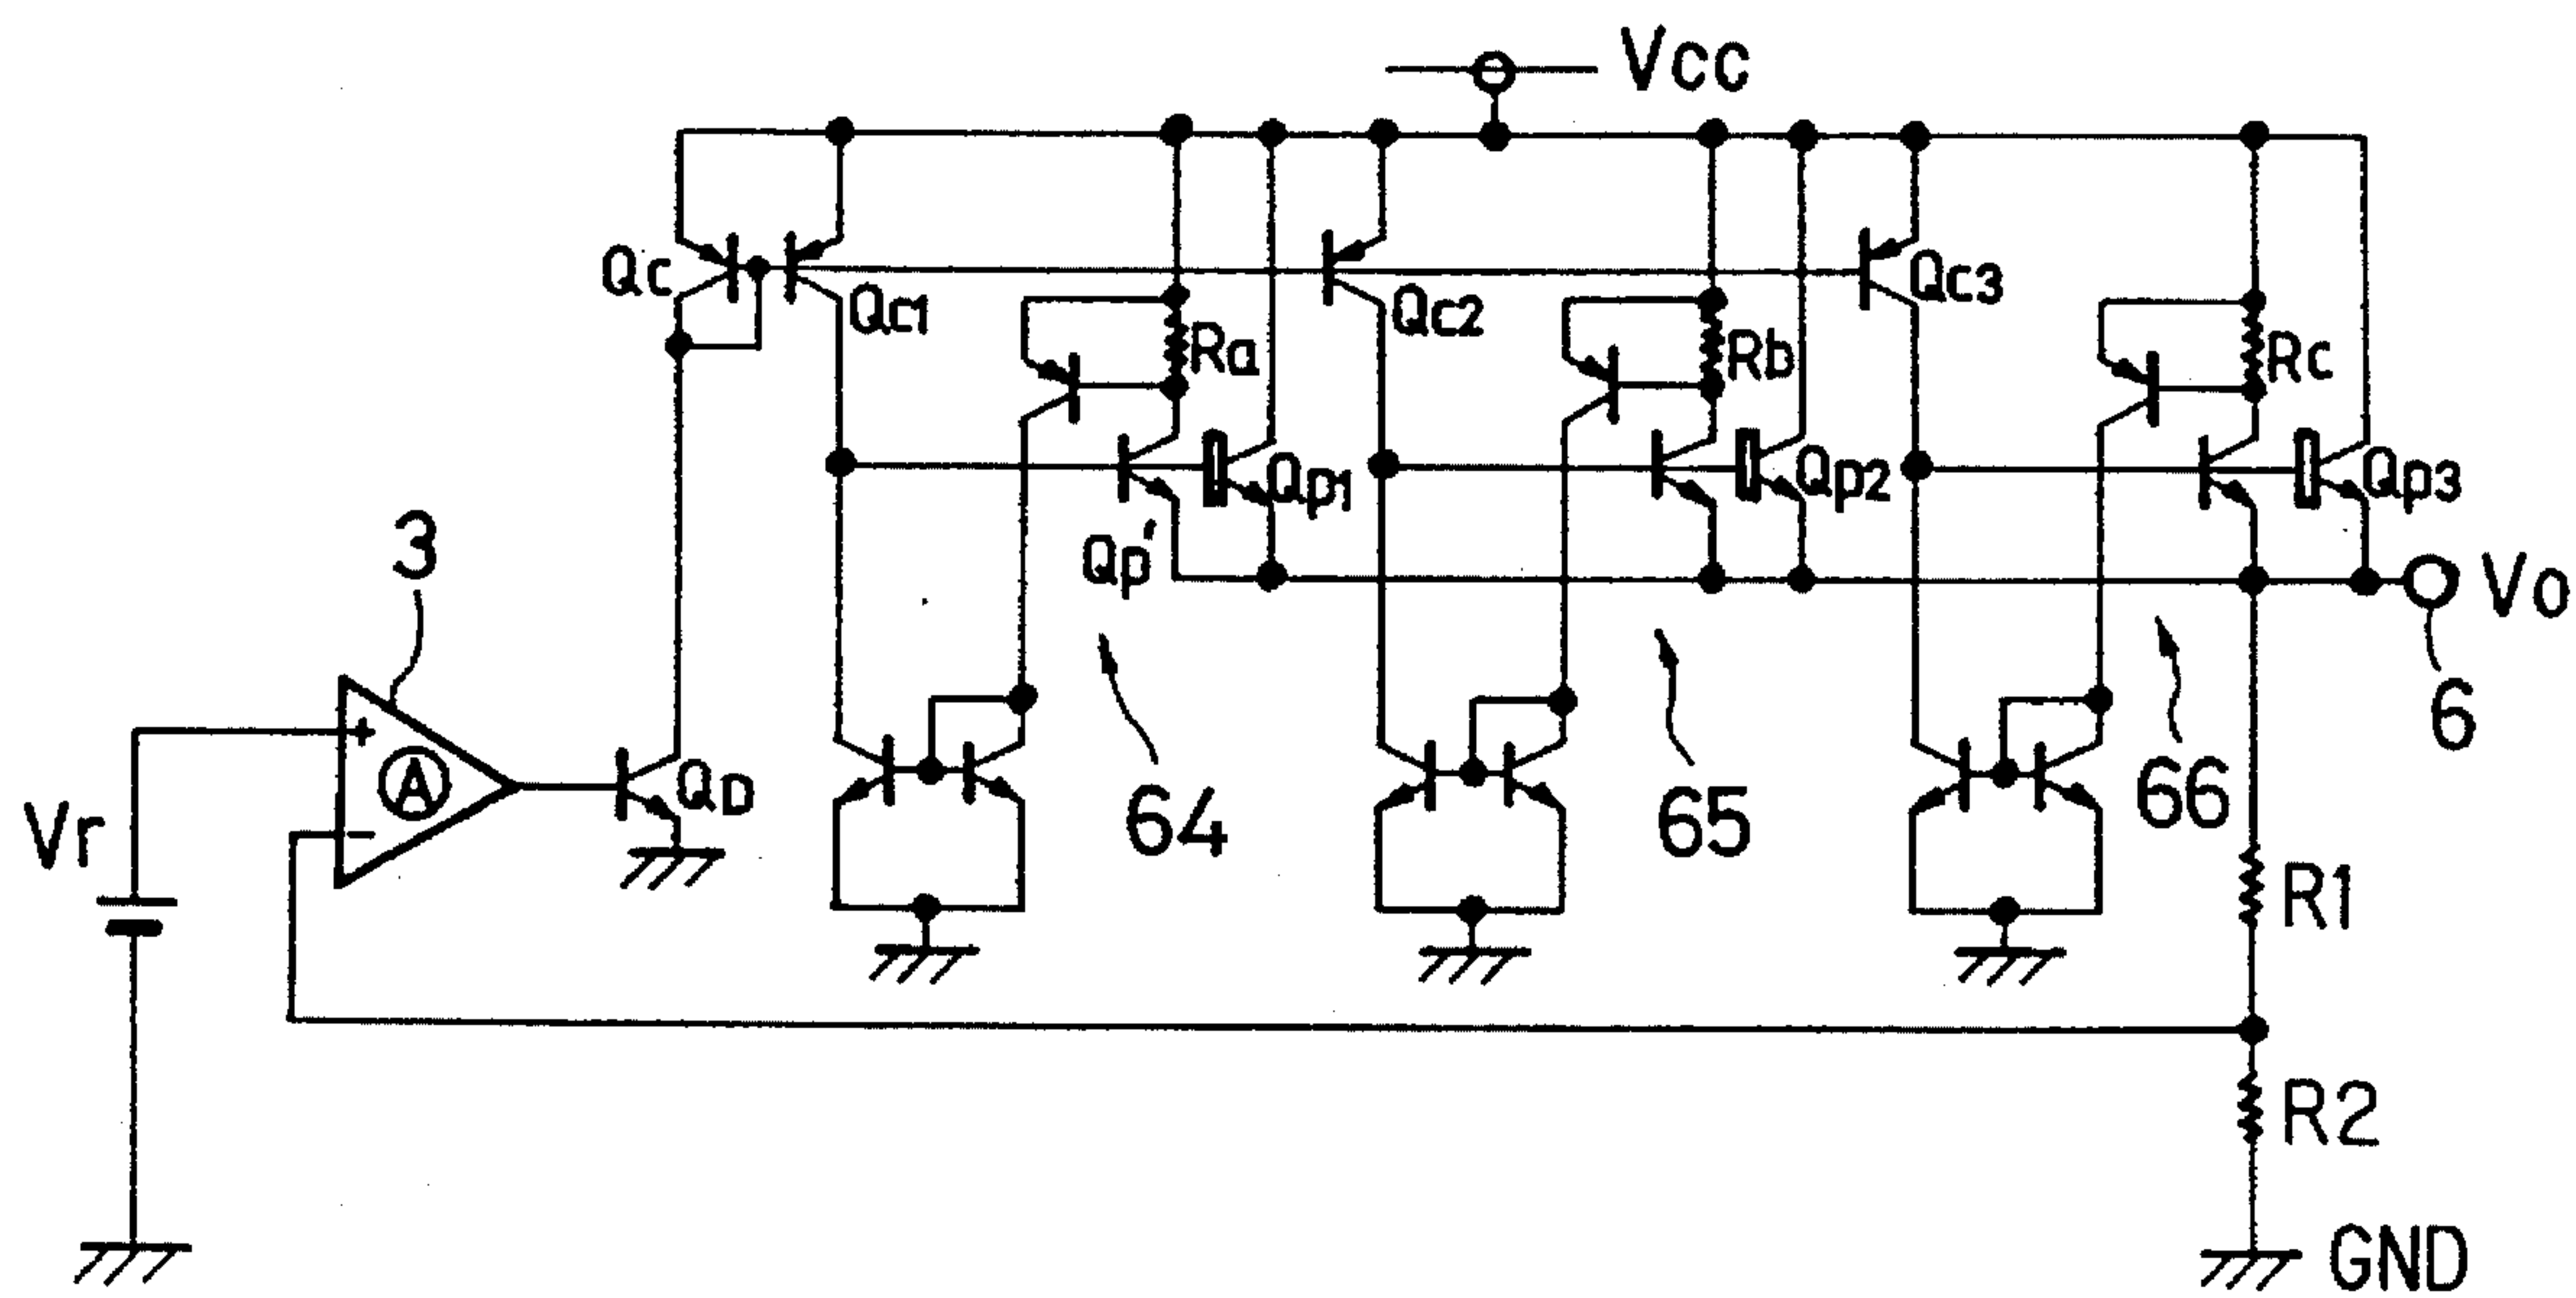 Vcc
Qc
Qc1
Ra
Qc2
Rb
Qc3
Rc
Qp1
Qp'
Qp2
Qp3
Vo
3
6
+
A
−
QD
Vr
64
65
66
R1
R2
GND